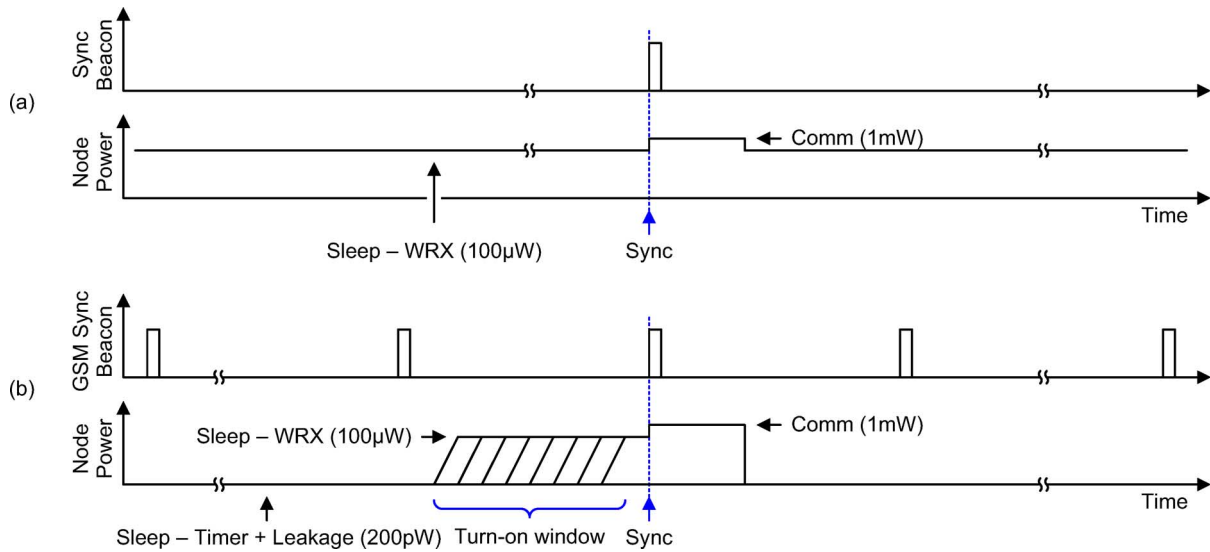 (a)
Sync
Beacon
Node
Power
Comm (1mW)
Time
Sleep – WRX (100µW)
Sync
(b)
GSM Sync
Beacon
Node
Power
Sleep – WRX (100µW)
Comm (1mW)
Time
Sleep – Timer + Leakage (200pW)
Turn-on window
Sync